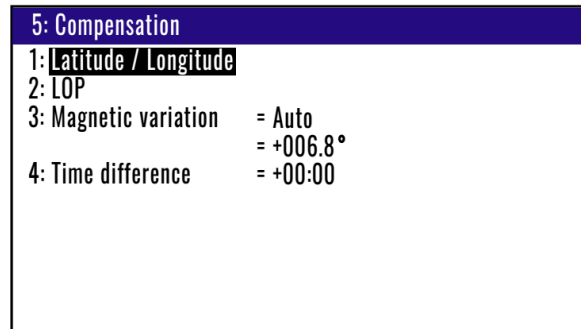 5: Compensation
1: Latitude / Longitude
2: LOP
3: Magnetic variation = Auto
= +006.8°
4: Time difference = +00:00